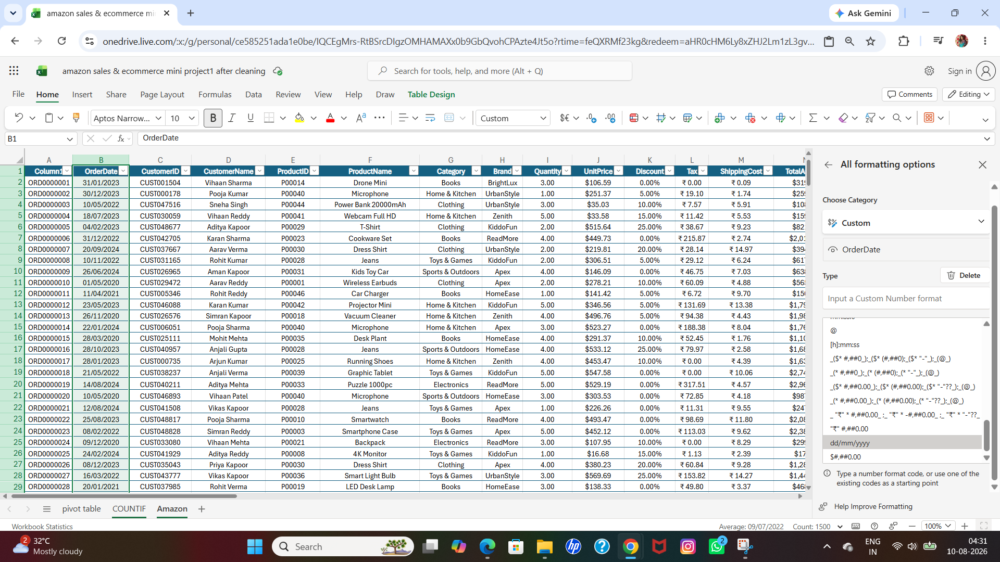 amazon sales & ecommerce mi
Ask Gemini
onedrive.live.com/:x:/g/personal/ce585251ada1e0be/IQCEgMrs-RtBSrcDIgzOMHAMAXx0b9GbQvohCPAzte4Jt5o?rtime=feQXRMf23kg&redeem=aHR0cHM6Ly8xZHJ2Lm1zL3gv...
amazon sales & ecommerce mini project1 after cleaning
Search for tools, help, and more (Alt + Q)
Sign in
File Home Insert Share Page Layout Formulas Data Review View Help Draw Table Design
Comments Editing
Aptos Narrow... 10 B I U A Custom
B1 fx OrderDate
A B C D E F G H I J K L M
1 Column1 OrderDate CustomerID CustomerName ProductID ProductName Category Brand Quantity UnitPrice Discount Tax ShippingCost TotalA
2 ORD0000001 31/01/2023 CUST001504 Vihaan Sharma P00014 Drone Mini Books BrightLux 3.00 $106.59 0.00% ₹ 0.00 ₹ 0.09 $319
3 ORD0000002 30/12/2023 CUST000178 Pooja Kumar P00040 Microphone Home & Kitchen UrbanStyle 1.00 $251.37 5.00% ₹ 19.10 ₹ 1.74 $259
4 ORD0000003 10/05/2022 CUST047516 Sneha Singh P00044 Power Bank 20000mAh Clothing UrbanStyle 3.00 $35.03 10.00% ₹ 7.57 ₹ 5.91 $108
5 ORD0000004 18/07/2023 CUST030059 Vihaan Reddy P00041 Webcam Full HD Home & Kitchen Zenith 5.00 $33.58 15.00% ₹ 11.42 ₹ 5.53 $159
6 ORD0000005 04/02/2023 CUST048677 Aditya Kapoor P00029 T-Shirt Clothing KiddoFun 2.00 $515.64 25.00% ₹ 38.67 ₹ 9.23 $82
7 ORD0000006 31/12/2022 CUST042705 Karan Sharma P00023 Cookware Set Books ReadMore 4.00 $449.73 0.00% ₹ 215.87 ₹ 2.74 $2,01
8 ORD0000007 20/09/2024 CUST037667 Aarav Verma P00030 Dress Shirt Clothing UrbanStyle 2.00 $219.81 20.00% ₹ 28.14 ₹ 14.97 $394
9 ORD0000008 10/11/2022 CUST031165 Rohit Kumar P00028 Jeans Toys & Games KiddoFun 2.00 $306.51 5.00% ₹ 29.12 ₹ 6.24 $617
10 ORD0000009 26/06/2024 CUST026965 Aman Kapoor P00031 Kids Toy Car Sports & Outdoors Apex 4.00 $146.09 0.00% ₹ 46.75 ₹ 7.03 $638
11 ORD0000010 01/05/2020 CUST029472 Aarav Reddy P00001 Wireless Earbuds Clothing Apex 2.00 $278.21 10.00% ₹ 60.09 ₹ 4.88 $565
12 ORD0000011 11/04/2021 CUST005346 Rohit Reddy P00046 Car Charger Books HomeEase 1.00 $141.42 5.00% ₹ 6.72 ₹ 9.70 $150
13 ORD0000012 23/05/2023 CUST046088 Karan Kumar P00042 Projector Mini Home & Kitchen KiddoFun 5.00 $346.56 5.00% ₹ 131.69 ₹ 13.38 $1,79
14 ORD0000013 26/11/2020 CUST026576 Simran Kapoor P00018 Vacuum Cleaner Home & Kitchen Zenith 4.00 $496.76 5.00% ₹ 94.38 ₹ 4.43 $1,98
15 ORD0000014 22/01/2024 CUST006051 Pooja Sharma P00040 Microphone Home & Kitchen Apex 3.00 $523.27 0.00% ₹ 188.38 ₹ 8.04 $1,76
16 ORD0000015 28/03/2020 CUST025111 Mohit Mehta P00035 Desk Plant Books HomeEase 4.00 $291.37 10.00% ₹ 52.45 ₹ 1.76 $1,10
17 ORD0000016 28/10/2023 CUST040957 Anjali Gupta P00028 Jeans Sports & Outdoors HomeEase 4.00 $533.12 25.00% ₹ 79.97 ₹ 2.58 $1,68
18 ORD0000017 28/01/2023 CUST000735 Arjun Kumar P00025 Running Shoes Home & Kitchen Zenith 4.00 $453.47 10.00% ₹ 0.00 ₹ 4.39 $1,63
19 ORD0000018 21/05/2022 CUST038237 Anjali Verma P00039 Graphic Tablet Toys & Games KiddoFun 5.00 $547.58 0.00% ₹ 0.00 ₹ 10.06 $2,74
20 ORD0000019 14/08/2024 CUST040211 Aditya Mehta P00033 Puzzle 1000pc Electronics ReadMore 5.00 $529.19 0.00% ₹ 317.51 ₹ 4.57 $2,96
21 ORD0000020 10/05/2020 CUST046893 Vihaan Patel P00040 Microphone Sports & Outdoors HomeEase 3.00 $303.53 0.00% ₹ 72.85 ₹ 4.18 $987
22 ORD0000021 12/08/2024 CUST041508 Vikas Kapoor P00028 Jeans Toys & Games Apex 1.00 $226.26 0.00% ₹ 11.31 ₹ 9.55 $247
23 ORD0000022 25/08/2023 CUST048817 Pooja Sharma P00010 Smartwatch Books ReadMore 4.00 $493.47 0.00% ₹ 98.69 ₹ 11.80 $2,08
24 ORD0000023 08/02/2022 CUST048828 Simran Reddy P00003 Smartphone Case Toys & Games Apex 5.00 $452.12 0.00% ₹ 113.03 ₹ 9.62 $2,38
25 ORD0000024 09/12/2020 CUST033080 Vihaan Mehta P00021 Backpack Electronics ReadMore 3.00 $107.95 10.00% ₹ 0.00 ₹ 8.29 $299
26 ORD0000025 24/02/2024 CUST041929 Aditya Reddy P00008 4K Monitor Toys & Games KiddoFun 1.00 $16.68 15.00% ₹ 1.13 ₹ 2.39 $17
27 ORD0000026 08/12/2023 CUST035043 Priya Kapoor P00030 Dress Shirt Clothing Apex 4.00 $380.23 20.00% ₹ 60.84 ₹ 9.28 $1,28
28 ORD0000027 16/03/2022 CUST043777 Vikas Kapoor P00036 Smart Light Bulb Clothing UrbanStyle 3.00 $569.69 25.00% ₹ 153.82 ₹ 14.27 $1,44
29 ORD0000028 20/01/2021 CUST037985 Rohit Verma P00019 LED Desk Lamp Books HomeEase 3.00 $138.33 0.00% ₹ 49.80 ₹ 3.37 $468
All formatting options
Choose Category
Custom
OrderDate
Type Delete
Input a Custom Number format
mm:ss.0
@
[h]:mm:ss
_($* #,##0_);_($* (#,##0);_($* "-"_);_(@_)
_(* #,##0_);_(* (#,##0);_(* "-"_);_(@_)
_($* #,##0.00_);_($* (#,##0.00);_($* "-"??_);_(@_)
_(* #,##0.00_);_(* (#,##0.00);_(* "-"??_);_(@_)
_ "₹" * #,##0.00_ ;_ "₹" * -#,##0.00_ ;_ "₹" * "-"??_
"₹" #,##0.00
dd/mm/yyyy
$#,##0.00
Type a number format code, or use one of the
existing codes as a starting point
Help Improve Formatting
pivot table COUNTIF Amazon
Workbook Statistics Average: 09/07/2022 Count: 1500 100%
2 32°C
Mostly cloudy
Search
hp
2
ENG
IN
04:31
10-08-2026